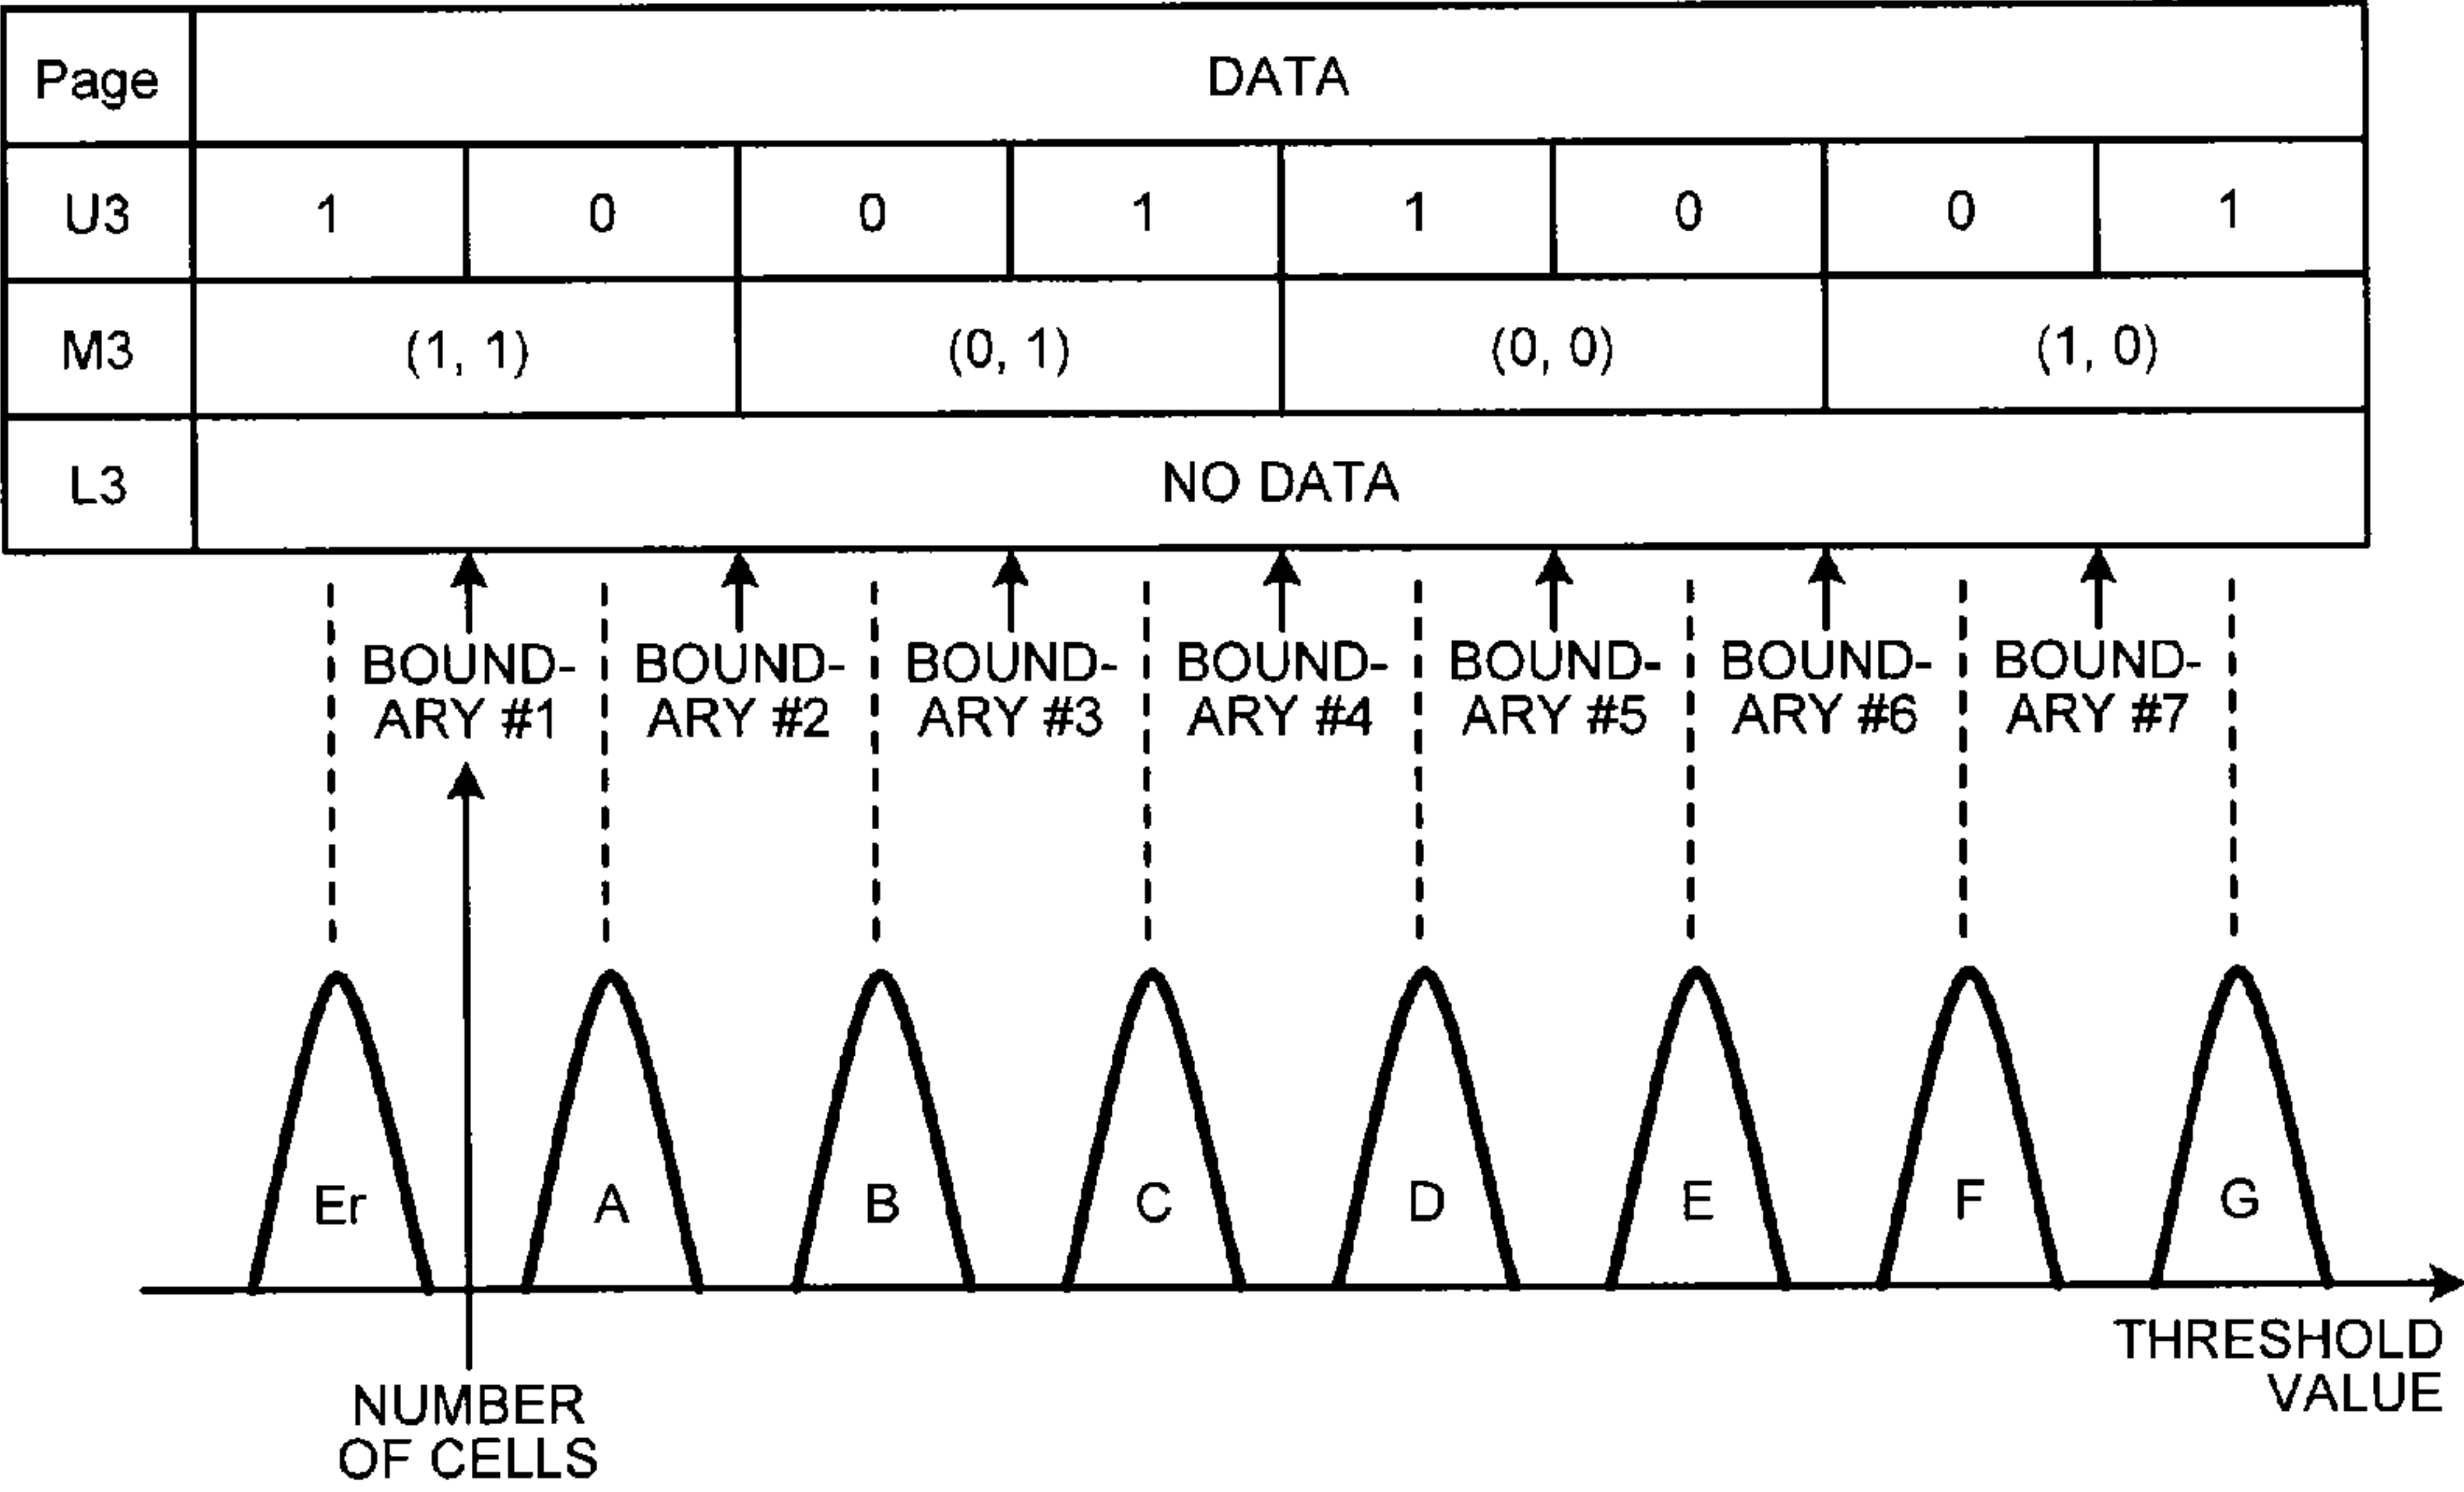 Page DATA
U3 1 0 0 1 1 0 0 1
M3 (1, 1) (0, 1) (0, 0) (1, 0)
L3 NO DATA
BOUND- BOUND- BOUND- BOUND- BOUND- BOUND- BOUND-
ARY #1 ARY #2 ARY #3 ARY #4 ARY #5 ARY #6 ARY #7
Er A B C D E F G
THRESHOLD
VALUE
NUMBER
OF CELLS